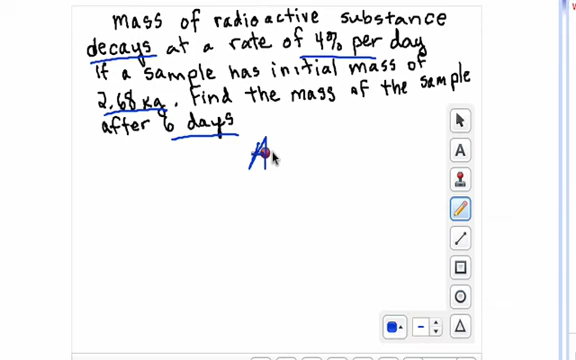 mass of radioactive substance
decays at a rate of 4% per day
If a sample has initial mass of
2.68 kg. Find the mass of the sample
after 6 days
A
A